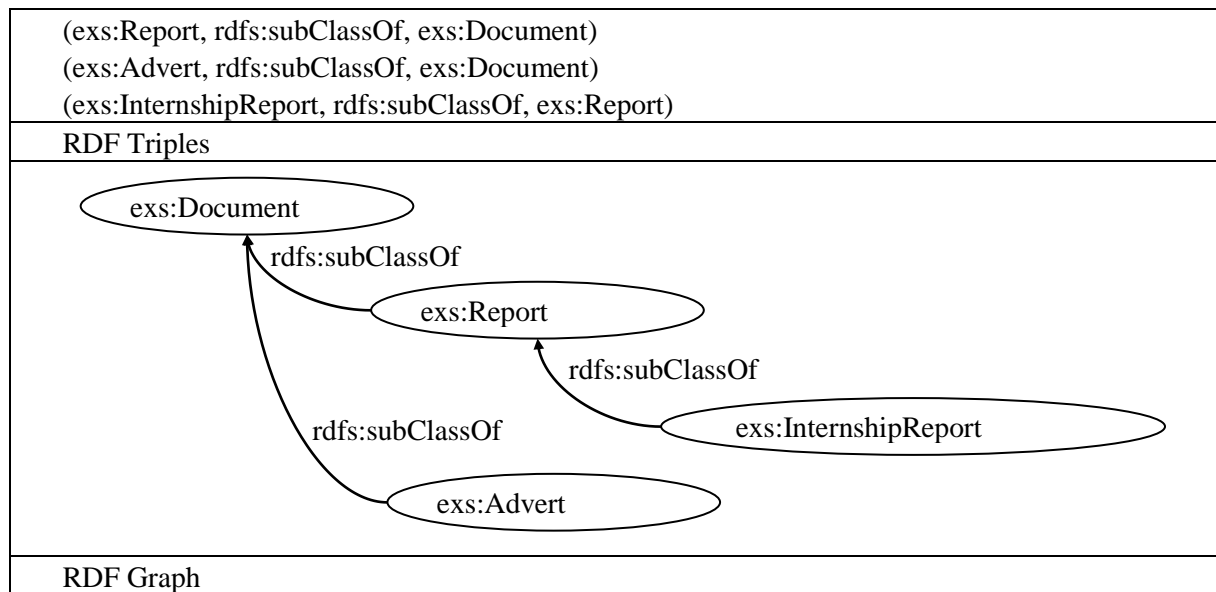 (exs:Report, rdfs:subClassOf, exs:Document)
(exs:Advert, rdfs:subClassOf, exs:Document)
(exs:InternshipReport, rdfs:subClassOf, exs:Report)
RDF Triples
exs:Document
rdfs:subClassOf
exs:Report
rdfs:subClassOf
exs:InternshipReport
rdfs:subClassOf
exs:Advert
RDF Graph